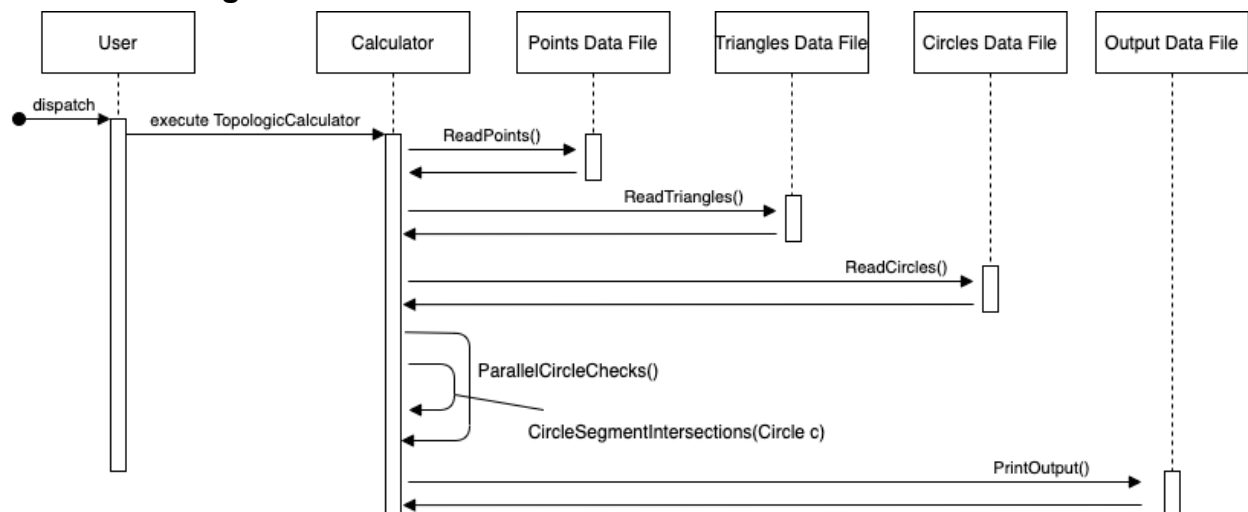 User
Calculator
Points Data File
Triangles Data File
Circles Data File
Output Data File
dispatch
execute TopologicCalculator
ReadPoints()
ReadTriangles()
ReadCircles()
ParallelCircleChecks()
CircleSegmentIntersections(Circle c)
PrintOutput()